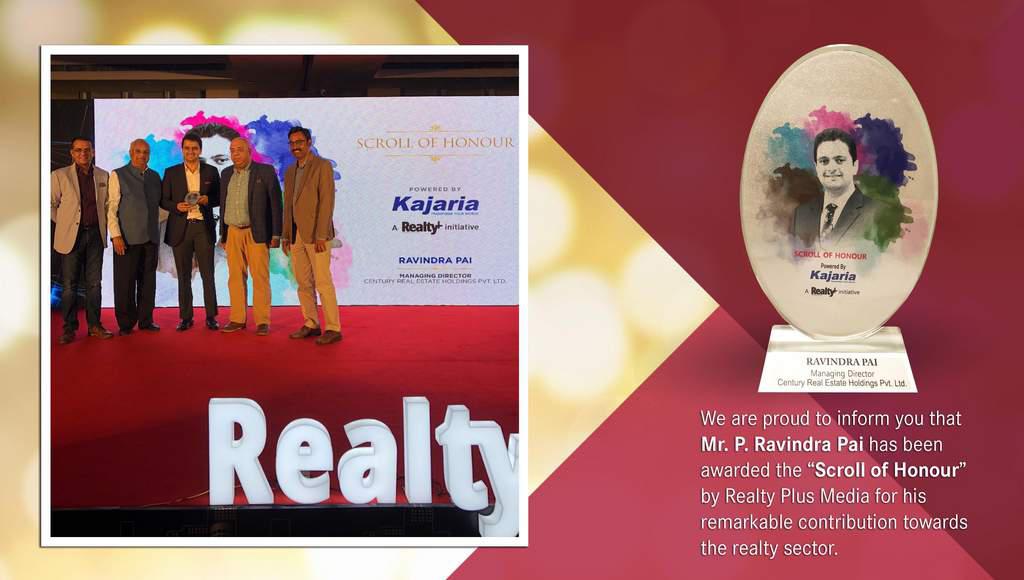 SCROLL OF HONOUR
POWERED BY
Kajaria
A Realty+ initiative
RAVINDRA PAI
MANAGING DIRECTOR
CENTURY REAL ESTATE HOLDINGS PVT. LTD.
Realty
SCROLL OF HONOUR
Powered By
Kajaria
A Realty+ initiative
RAVINDRA PAI
Managing Director
Century Real Estate Holdings Pvt. Ltd.
We are proud to inform you that
Mr. P. Ravindra Pai has been
awarded the “Scroll of Honour”
by Realty Plus Media for his
remarkable contribution towards
the realty sector.